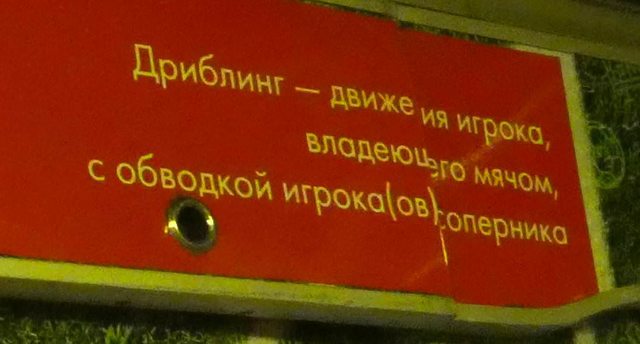 Дриблинг — движе ия игрока,
владеющего мячом,
с обводкой игрока(ов) соперника